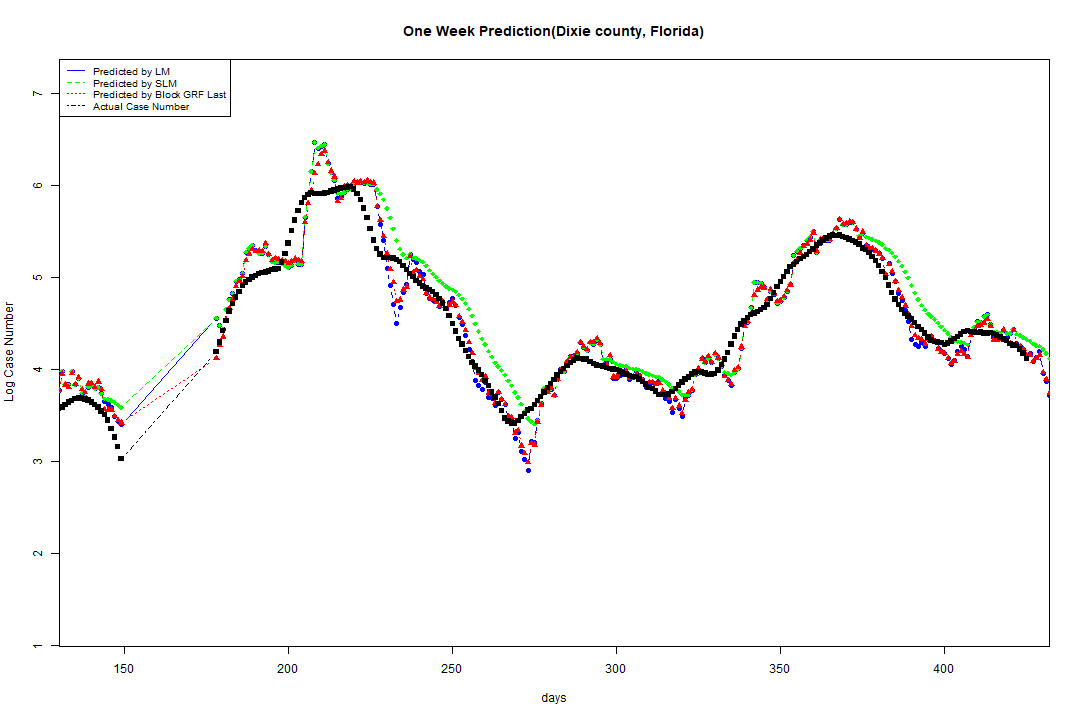 One Week Prediction(Dixie county, Florida)
Predicted by LM
Predicted by SLM
Predicted by Block GRF Last
Actual Case Number
7
6
5
4
3
2
1
Log Case Number
150 200 250 300 350 400
days